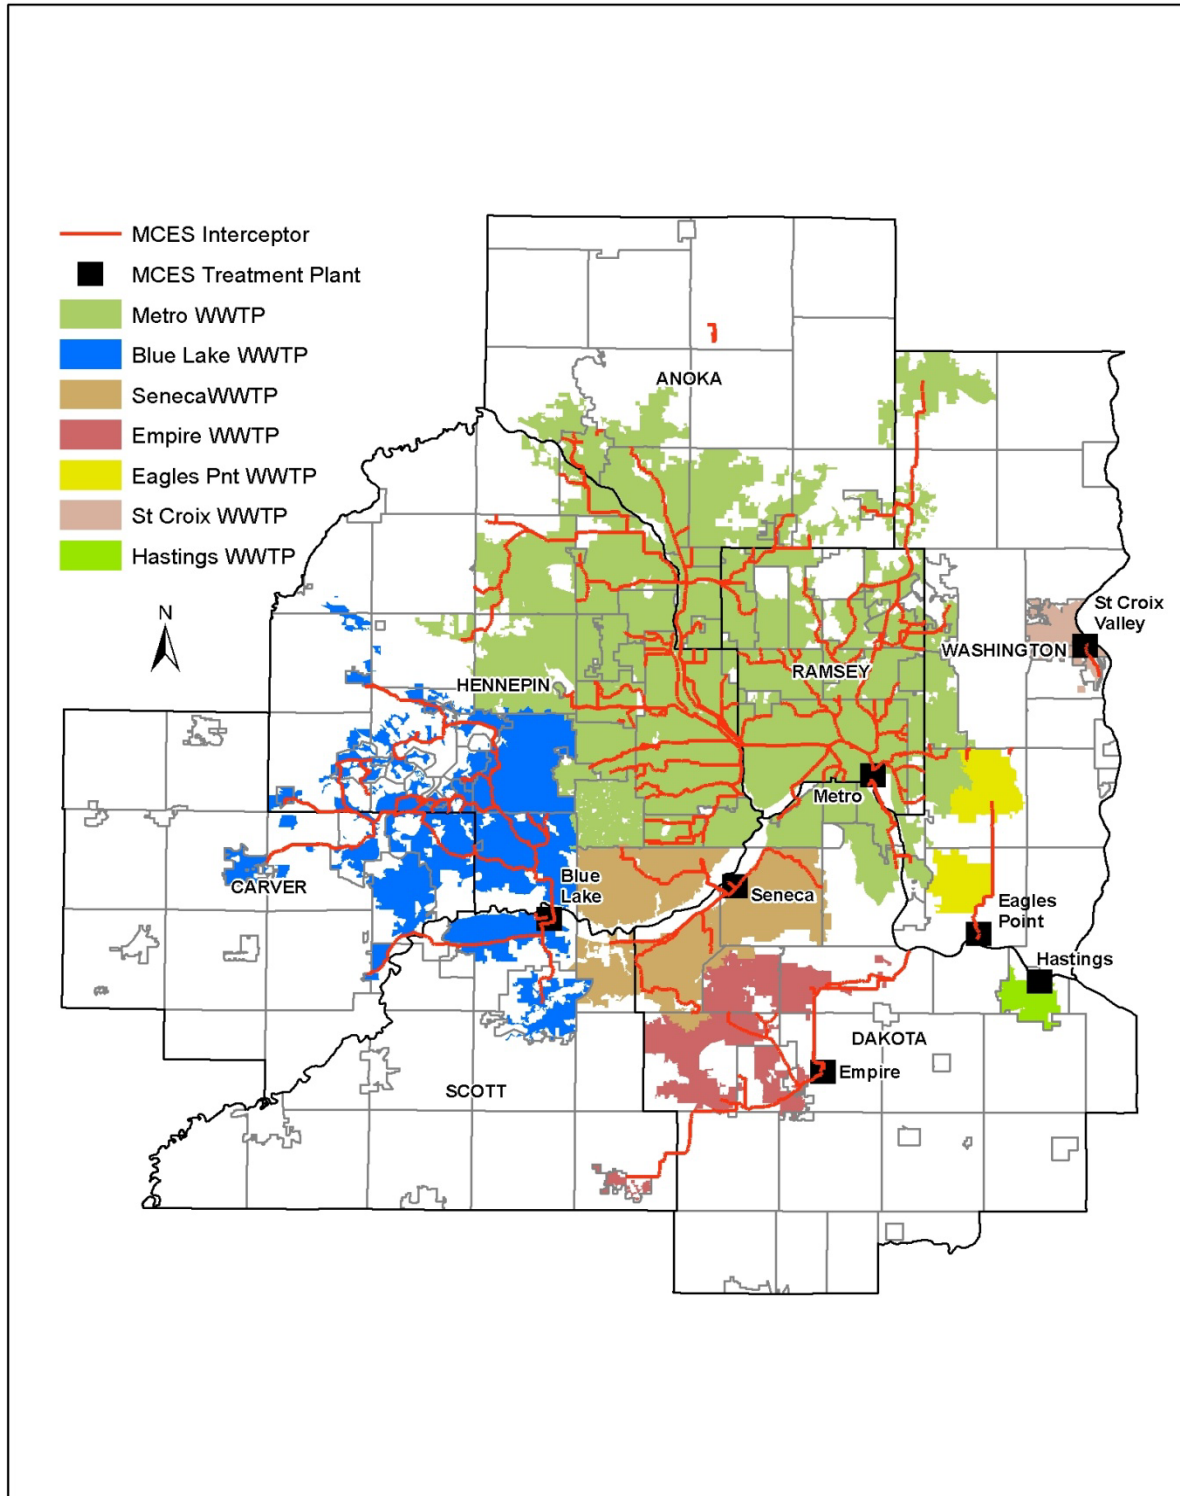 MCES Interceptor
MCES Treatment Plant
Metro WWTP
Blue Lake WWTP
SenecaWWTP
Empire WWTP
Eagles Pnt WWTP
St Croix WWTP
Hastings WWTP
N
ANOKA
St Croix
Valley
WASHINGTON
RAMSEY
HENNEPIN
Metro
CARVER
Blue
Lake
Seneca
Eagles
Point
Hastings
DAKOTA
Empire
SCOTT